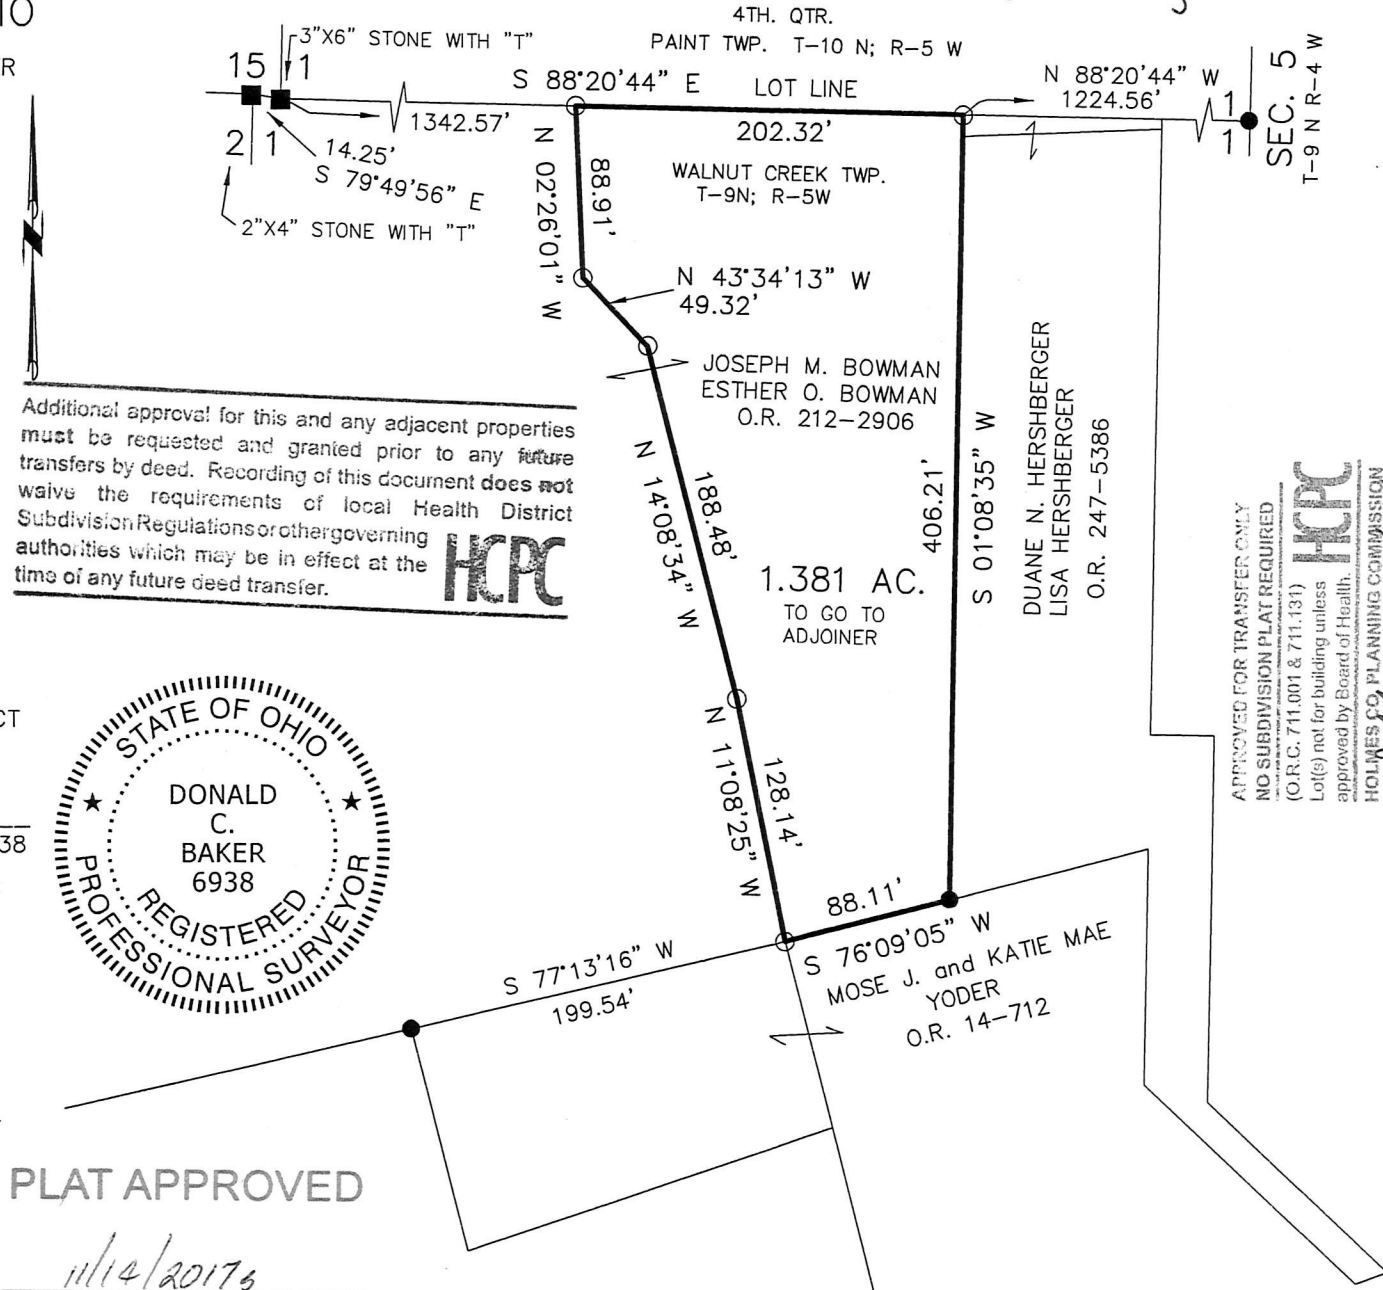 IO
R
4TH. QTR.
PAINT TWP. T-10 N; R-5 W
3"X6" STONE WITH "T"
15 1
2 1
S 88°20'44" E LOT LINE
N 88°20'44" W
1224.56'
1342.57'
202.32'
1
1
SEC. 5
T-9 N R-4 W
14.25'
S 79°49'56" E
2"X4" STONE WITH "T"
WALNUT CREEK TWP.
T-9N; R-5W
88.91'
N 02°26'01" W
N 43°34'13" W
49.32'
JOSEPH M. BOWMAN
ESTHER O. BOWMAN
O.R. 212-2906
188.48'
N 14°08'34" W
406.21'
S 01°08'35" W
DUANE N. HERSHBERGER
LISA HERSHBERGER
O.R. 247-5386
1.381 AC.
TO GO TO
ADJOINER
Additional approval for this and any adjacent properties
must be requested and granted prior to any future
transfers by deed. Recording of this document does not
waive the requirements of local Health District
Subdivision Regulations or other governing
authorities which may be in effect at the
time of any future deed transfer.
HCPC
APPROVED FOR TRANSFER ONLY
NO SUBDIVISION PLAT REQUIRED
(O.R.C. 711.001 & 711.131)
Lot(s) not for building unless
approved by Board of Health.
HCPC
HOLMES CO. PLANNING COMMISSION
CT
38
STATE OF OHIO
DONALD
C.
BAKER
6938
REGISTERED
PROFESSIONAL SURVEYOR
128.14'
N 11°08'25" W
88.11'
S 76°09'05" W
MOSE J. and KATIE MAE
YODER
O.R. 14-712
S 77°13'16" W
199.54'
PLAT APPROVED
11/14/2017